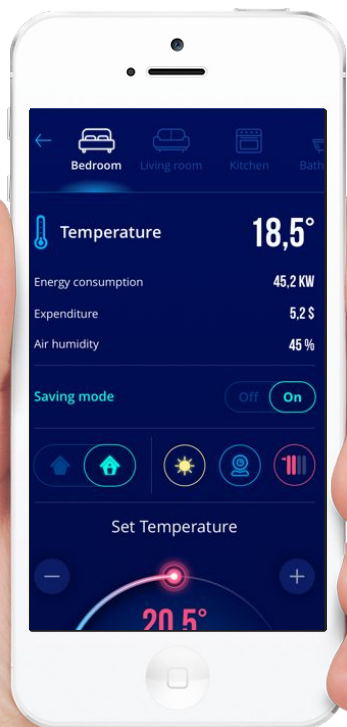 Bedroom
Living room
Kitchen
Bath
Temperature 18,5°
Energy consumption 45,2 KW
Expenditure 5,2 $
Air humidity 45 %
Saving mode Off On
Set Temperature
20.5°